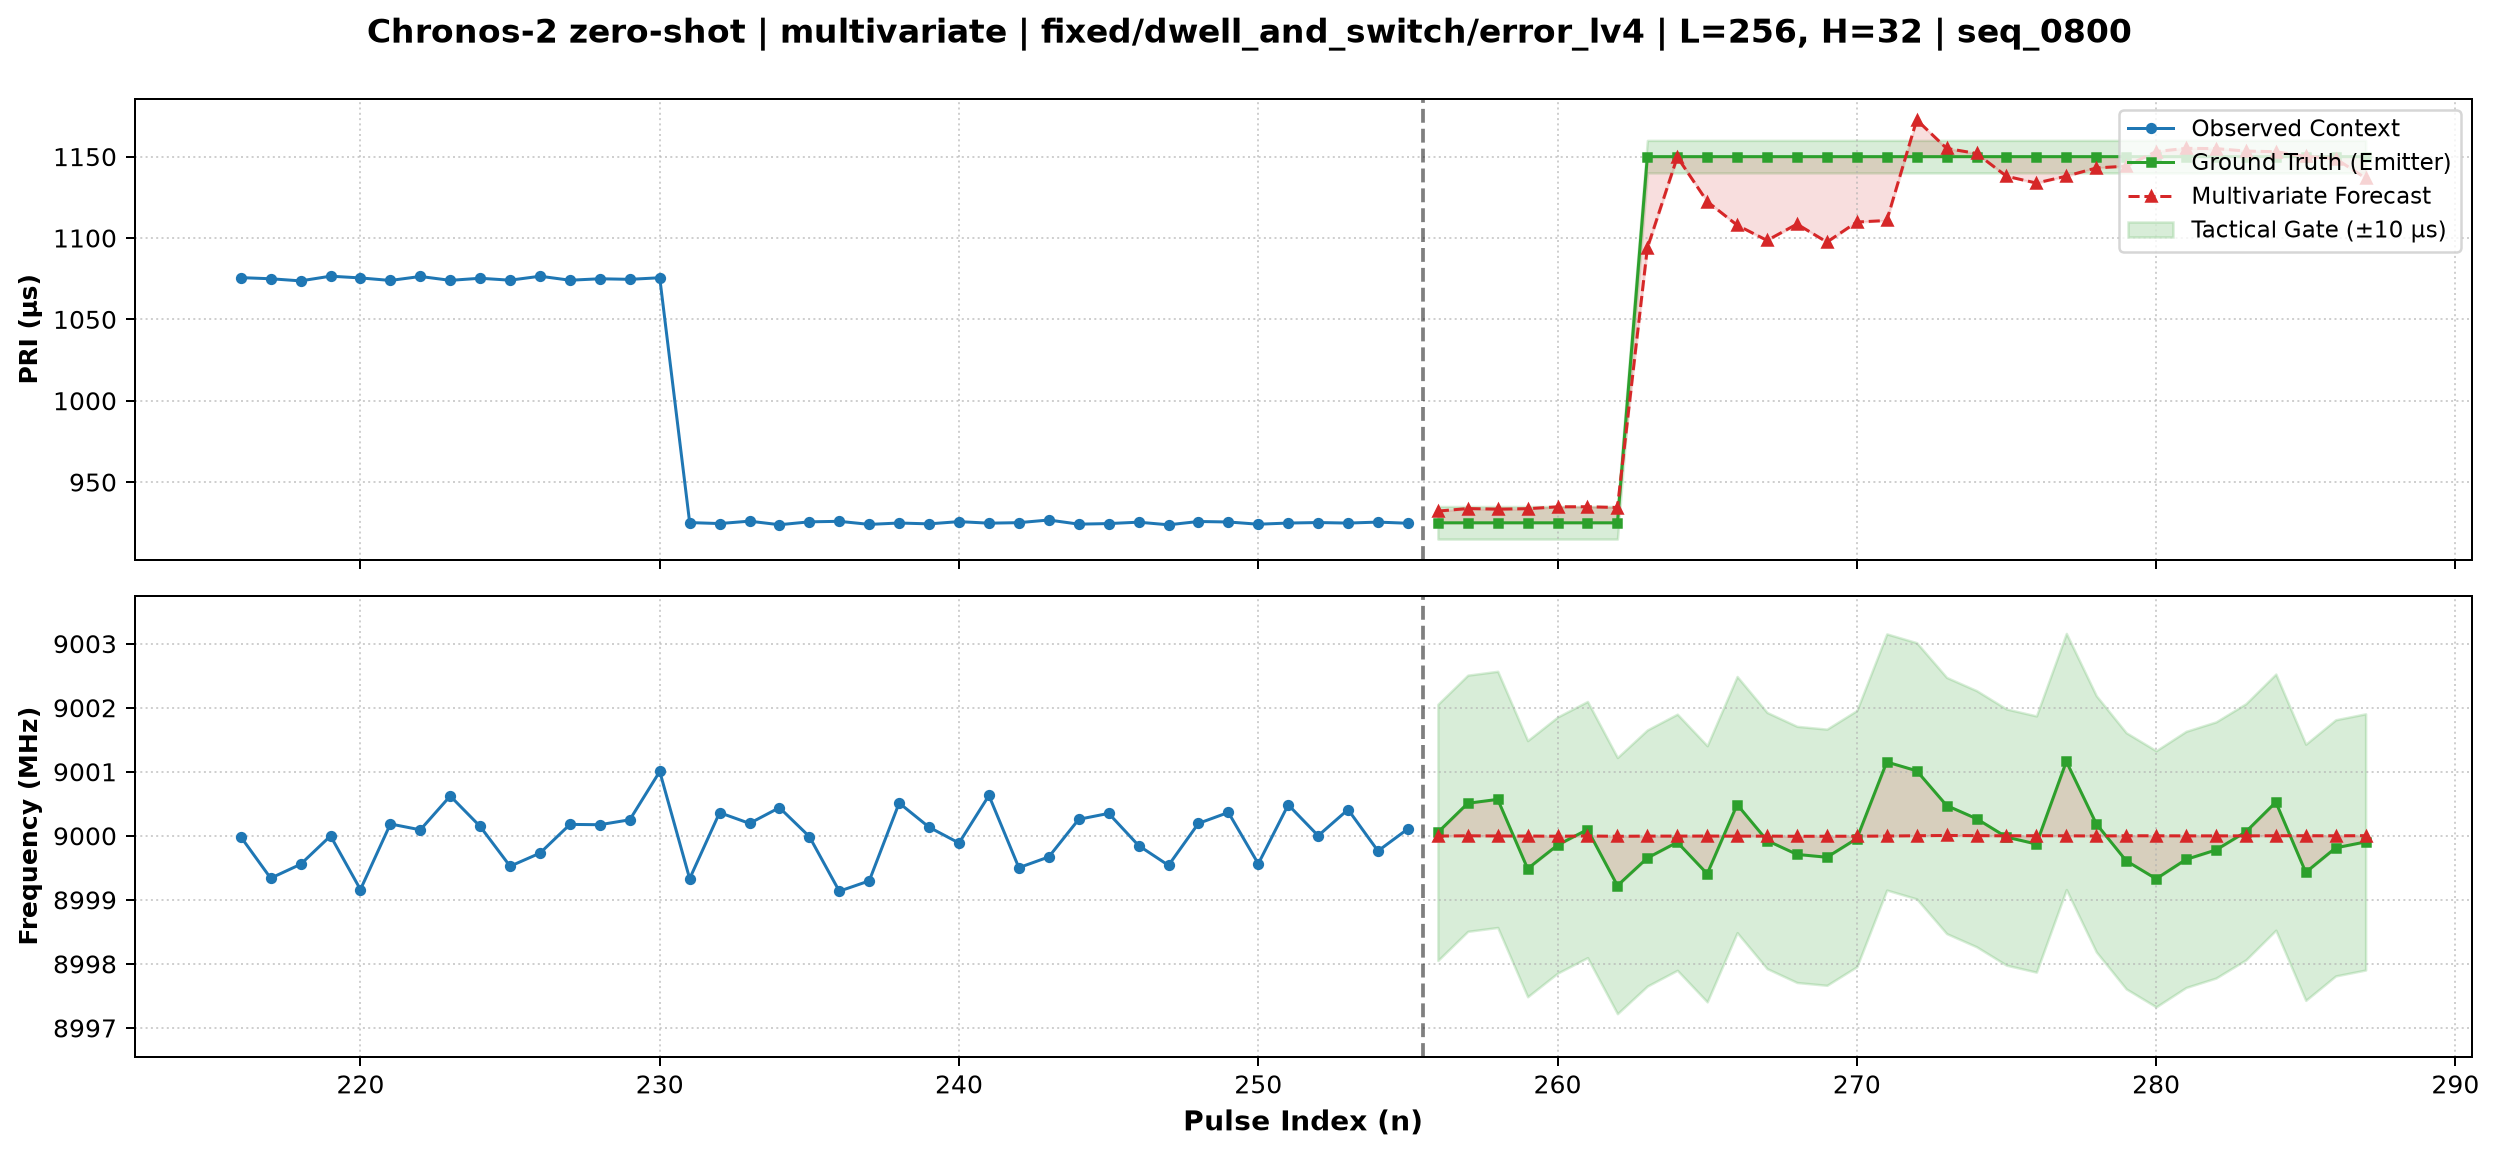 Chronos-2 zero-shot | multivariate | fixed/dwell_and_switch/error_lv4 | L=256, H=32 | seq_0800
PRI (µs)
1150
1100
1050
1000
950
Observed Context
Ground Truth (Emitter)
Multivariate Forecast
Tactical Gate (±10 µs)
Frequency (MHz)
9003
9002
9001
9000
8999
8998
8997
220 230 240 250 260 270 280 290
Pulse Index (n)